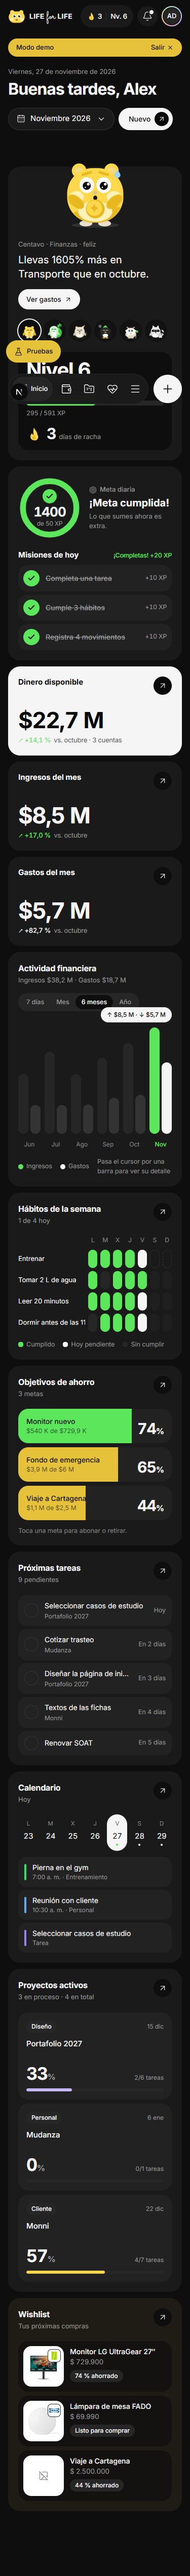 LIFE for LIFE
3
Nv. 6
AD
Modo demo
Salir ×
Viernes, 27 de noviembre de 2026
Buenas tardes, Alex
Noviembre 2026
Nuevo
Centavo · Finanzas · feliz
Llevas 1605% más en
Transporte que en octubre.
Ver gastos
Pruebas
Nivel 6
N
Inicio
295 / 591 XP
3 días de racha
1400
de 50 XP
Meta diaria
¡Meta cumplida!
Lo que sumes ahora es
extra.
Misiones de hoy
¡Completas! +20 XP
Completa una tarea
+10 XP
Cumple 3 hábitos
+10 XP
Registra 4 movimientos
+10 XP
Dinero disponible
$22,7 M
+14,1 % vs. octubre · 3 cuentas
Ingresos del mes
$8,5 M
+17,0 % vs. octubre
Gastos del mes
$5,7 M
+82,7 % vs. octubre
Actividad financiera
Ingresos $38,2 M · Gastos $18,7 M
7 días
Mes
6 meses
Año
↑ $8,5 M · ↓ $5,7 M
Jun
Jul
Ago
Sep
Oct
Nov
Ingresos
Gastos
Pasa el cursor por una
barra para ver su detalle
Hábitos de la semana
1 de 4 hoy
L M X J V S D
Entrenar
Tomar 2 L de agua
Leer 20 minutos
Dormir antes de las 11
Cumplido
Hoy pendiente
Sin cumplir
Objetivos de ahorro
3 metas
Monitor nuevo
$540 K de $729,9 K
74%
Fondo de emergencia
$3,9 M de $6 M
65%
Viaje a Cartagena
$1,1 M de $2,5 M
44%
Toca una meta para abonar o retirar.
Próximas tareas
9 pendientes
Seleccionar casos de estudio
Portafolio 2027
Hoy
Cotizar trasteo
Mudanza
En 2 días
Diseñar la página de ini...
Portafolio 2027
En 3 días
Textos de las fichas
Monni
En 4 días
Renovar SOAT
En 5 días
Calendario
Hoy
L M X J V S D
23 24 25 26 27 28 29
Pierna en el gym
7:00 a. m. · Entrenamiento
Reunión con cliente
10:30 a. m. · Personal
Seleccionar casos de estudio
Tarea
Proyectos activos
3 en proceso · 4 en total
Diseño
15 dic
Portafolio 2027
33%
2/6 tareas
Personal
6 ene
Mudanza
0%
0/1 tareas
Cliente
22 dic
Monni
57%
4/7 tareas
Wishlist
Tus próximas compras
Monitor LG UltraGear 27"
$ 729.900
74 % ahorrado
Lámpara de mesa FADO
$ 69.990
Listo para comprar
Viaje a Cartagena
$ 2.500.000
44 % ahorrado